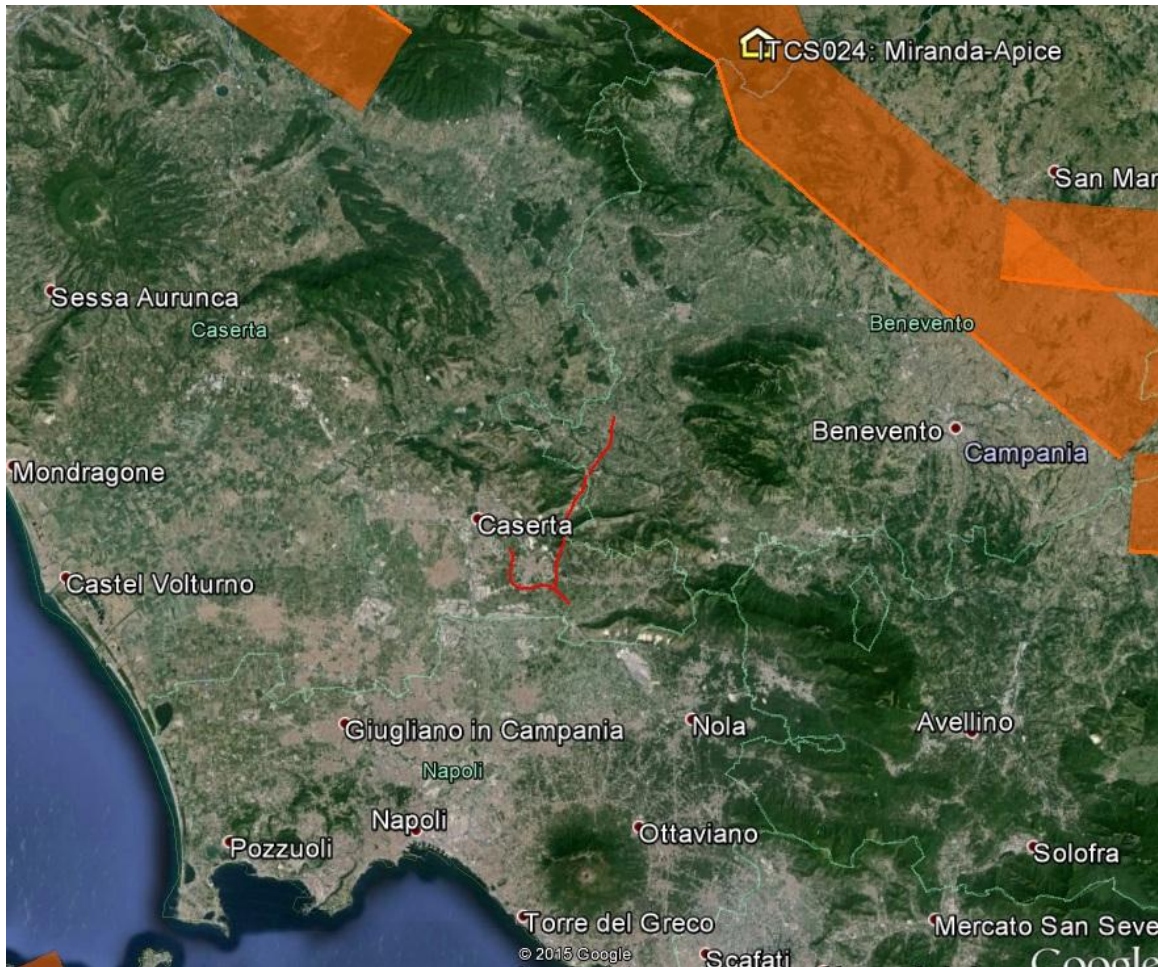 ITCS024: Miranda-Apice
San Mar
Sessa Aurunca
Caserta
Benevento
Benevento
Campania
Mondragone
Caserta
Castel Volturno
Giugliano in Campania
Nola
Avellino
Napoli
Napoli
Pozzuoli
Ottaviano
Solofra
Torre del Greco
Mercato San Seve
© 2015 Google
Scafati
Google